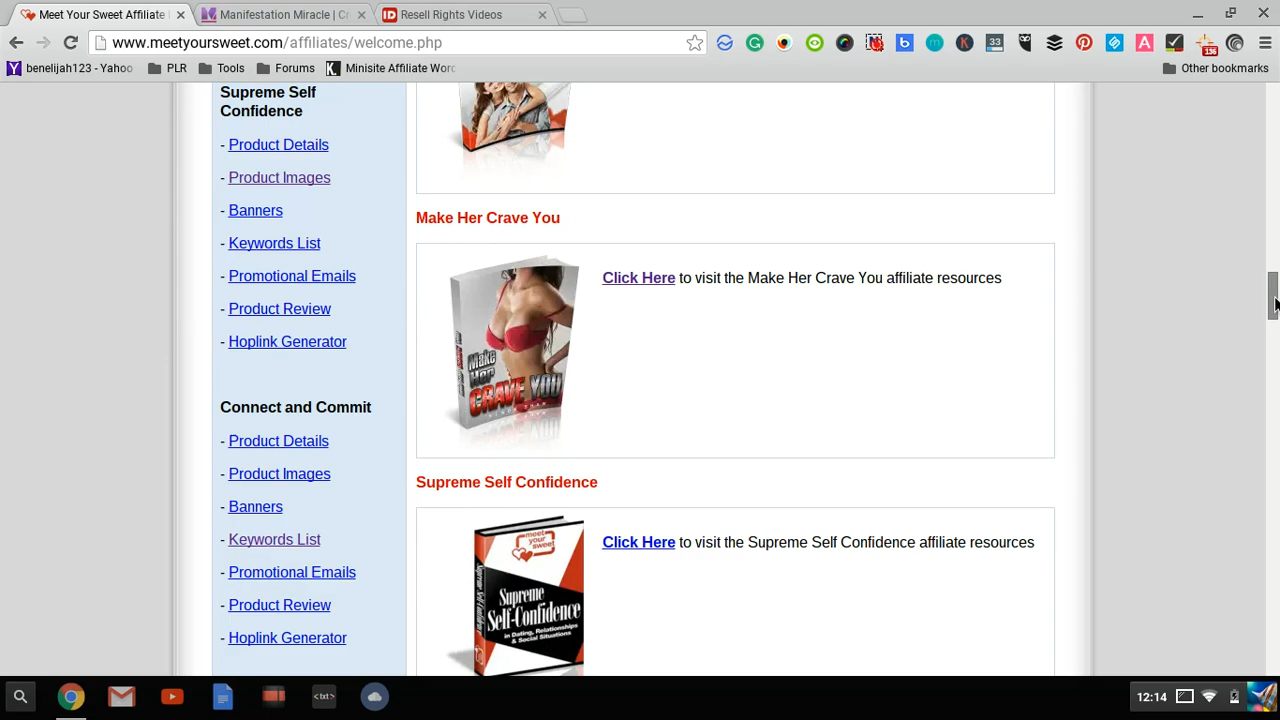 Meet Your Sweet Affiliate
Manifestation Miracle | C
Resell Rights Videos
www.meetyoursweet.com/affiliates/welcome.php
33
136
benelijah123 - Yahoo
PLR
Tools
Forums
Minisite Affiliate Word
Other bookmarks
Supreme Self
Confidence
- Product Details
- Product Images
- Banners
- Keywords List
- Promotional Emails
- Product Review
- Hoplink Generator
Connect and Commit
- Product Details
- Product Images
- Banners
- Keywords List
- Promotional Emails
- Product Review
- Hoplink Generator
Make Her Crave You
Click Here to visit the Make Her Crave You affiliate resources
Make
Her
CRAVE YOU
Supreme Self Confidence
Click Here to visit the Supreme Self Confidence affiliate resources
meet
your
sweet
Supreme
Self-Confidence
in Dating, Relationships
& Social Situations
<txt>
12:14